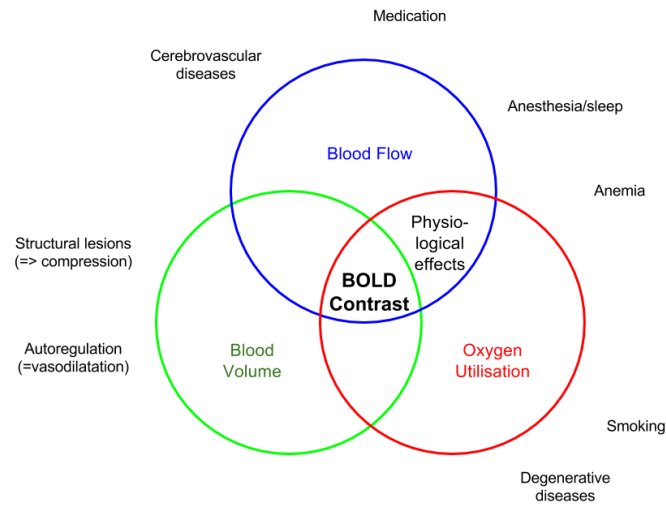 Medication
Cerebrovascular
diseases
Anesthesia/sleep
Blood Flow
Anemia
Physio-
logical
effects
Structural lesions
(=> compression)
BOLD
Contrast
Autoregulation
(=vasodilatation)
Blood
Volume
Oxygen
Utilisation
Smoking
Degenerative
diseases